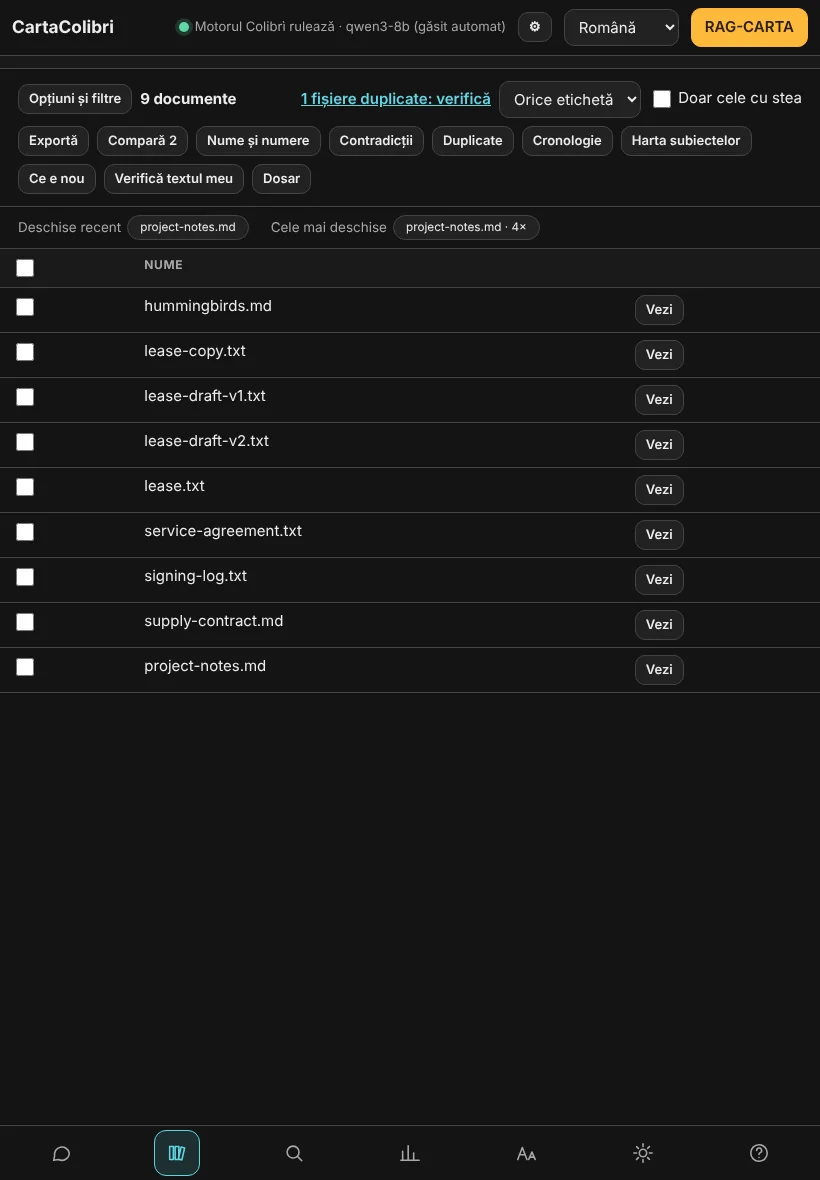 CartaColibri
Motorul Colibrì rulează · qwen3-8b (găsit automat)
Română
RAG-CARTA
Opțiuni și filtre
9 documente
1 fișiere duplicate: verifică
Orice etichetă
Doar cele cu stea
Exportă
Compară 2
Nume și numere
Contradicții
Duplicate
Cronologie
Harta subiectelor
Ce e nou
Verifică textul meu
Dosar
Deschise recent
project-notes.md
Cele mai deschise
project-notes.md · 4×
NUME
hummingbirds.md Vezi
lease-copy.txt Vezi
lease-draft-v1.txt Vezi
lease-draft-v2.txt Vezi
lease.txt Vezi
service-agreement.txt Vezi
signing-log.txt Vezi
supply-contract.md Vezi
project-notes.md Vezi
AA